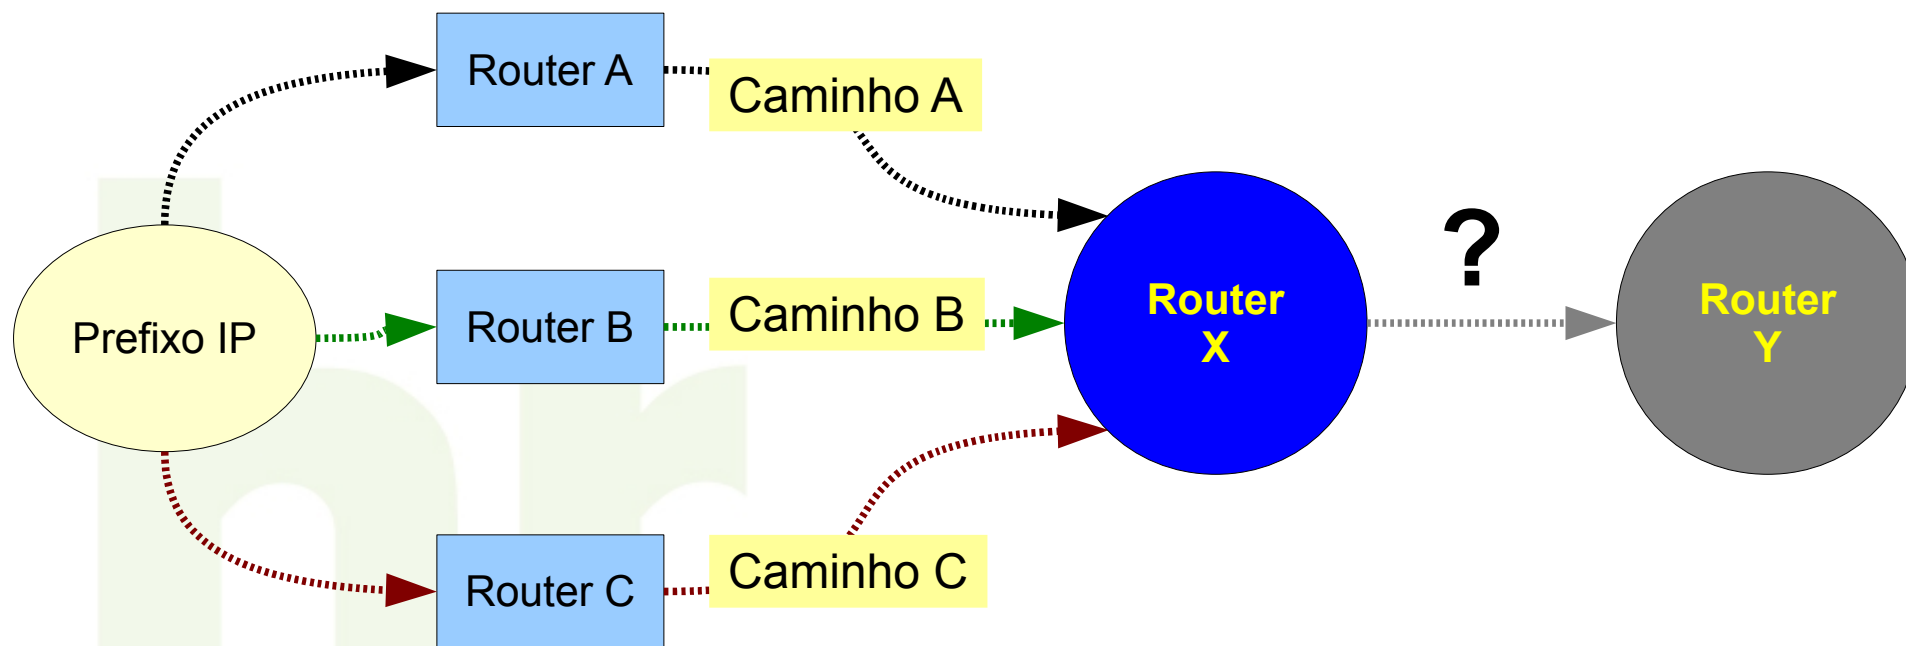 Router A
Caminho A
?
Prefixo IP
Router B
Caminho B
Router
X
Router
Y
Router C
Caminho C